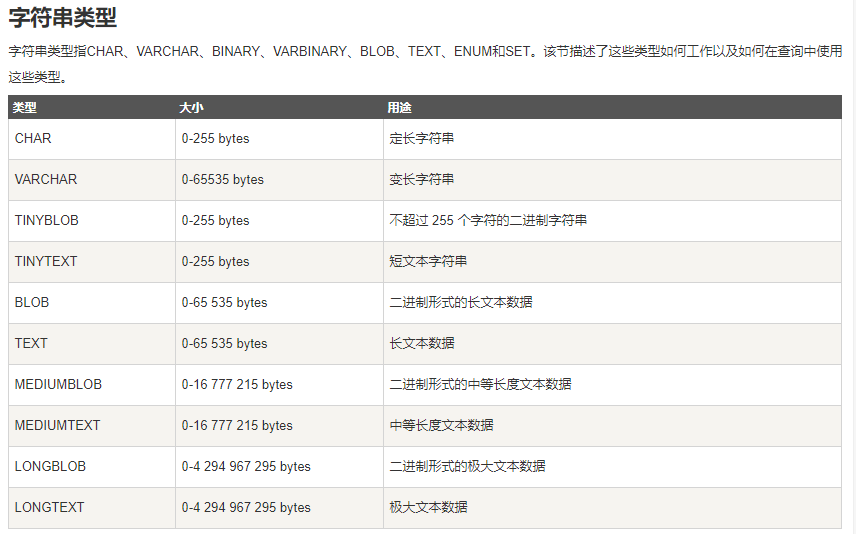 字符串类型
字符串类型指CHAR、VARCHAR、BINARY、VARBINARY、BLOB、TEXT、ENUM和SET。该节描述了这些类型如何工作以及如何在查询中使用
这些类型。
类型 大小 用途
CHAR 0-255 bytes 定长字符串
VARCHAR 0-65535 bytes 变长字符串
TINYBLOB 0-255 bytes 不超过 255 个字符的二进制字符串
TINYTEXT 0-255 bytes 短文本字符串
BLOB 0-65 535 bytes 二进制形式的长文本数据
TEXT 0-65 535 bytes 长文本数据
MEDIUMBLOB 0-16 777 215 bytes 二进制形式的中等长度文本数据
MEDIUMTEXT 0-16 777 215 bytes 中等长度文本数据
LONGBLOB 0-4 294 967 295 bytes 二进制形式的极大文本数据
LONGTEXT 0-4 294 967 295 bytes 极大文本数据